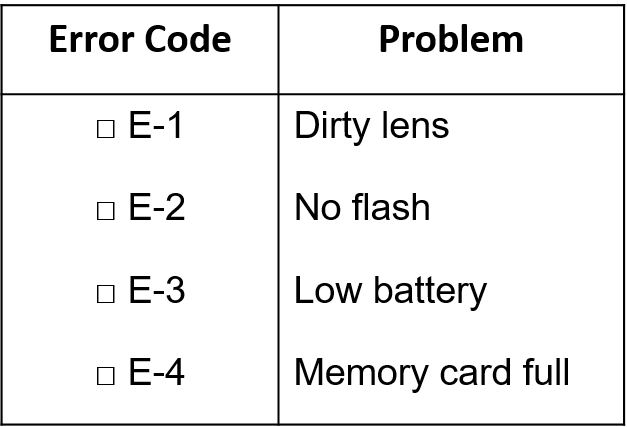 Error Code Problem
□ E-1 Dirty lens
□ E-2 No flash
□ E-3 Low battery
□ E-4 Memory card full